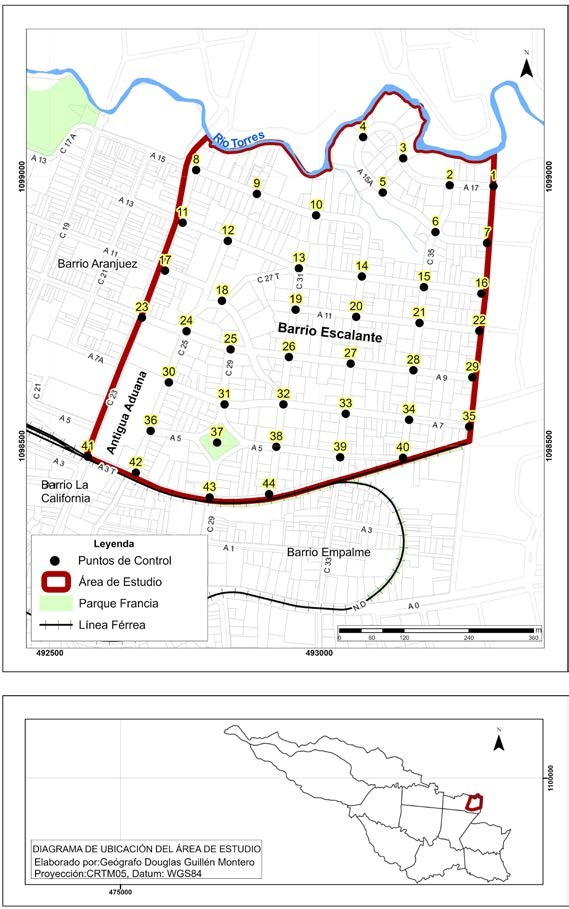 Río Torres
4
3
1
8
2
A 17
C 17A
A 13
A 15
A 15A
5
9
10
1099000
1099000
A 13
11
12
6
7
C 19
A 11
C 21
Barrio Aranjuez
17
13
14
C 35
C 27 T
C 31
15
16
18
19
A 11
20
21
22
23
24
Barrio Escalante
C 25
25
26
27
28
29
A 7A
C 29
A 9
30
C 21
C 23
Antigua Aduana
31
32
33
34
35
A 7
A 5
36
A 5
37
A 5
38
39
40
1098500
1098500
41
A 3
A3 T
42
43
44
Barrio La
California
C 29
A 3
A 1
Barrio Empalme
C 33
N.D
A 0
Leyenda
Puntos de Control
Área de Estudio
Parque Francia
Línea Férrea
0 60 120 240 360
m
492500
493000
N
N
1100000
DIAGRAMA DE UBICACIÓN DEL ÁREA DE ESTUDIO
Elaborado por:Geógrafo Douglas Guillén Montero
Proyección:CRTM05, Datum: WGS84
475000